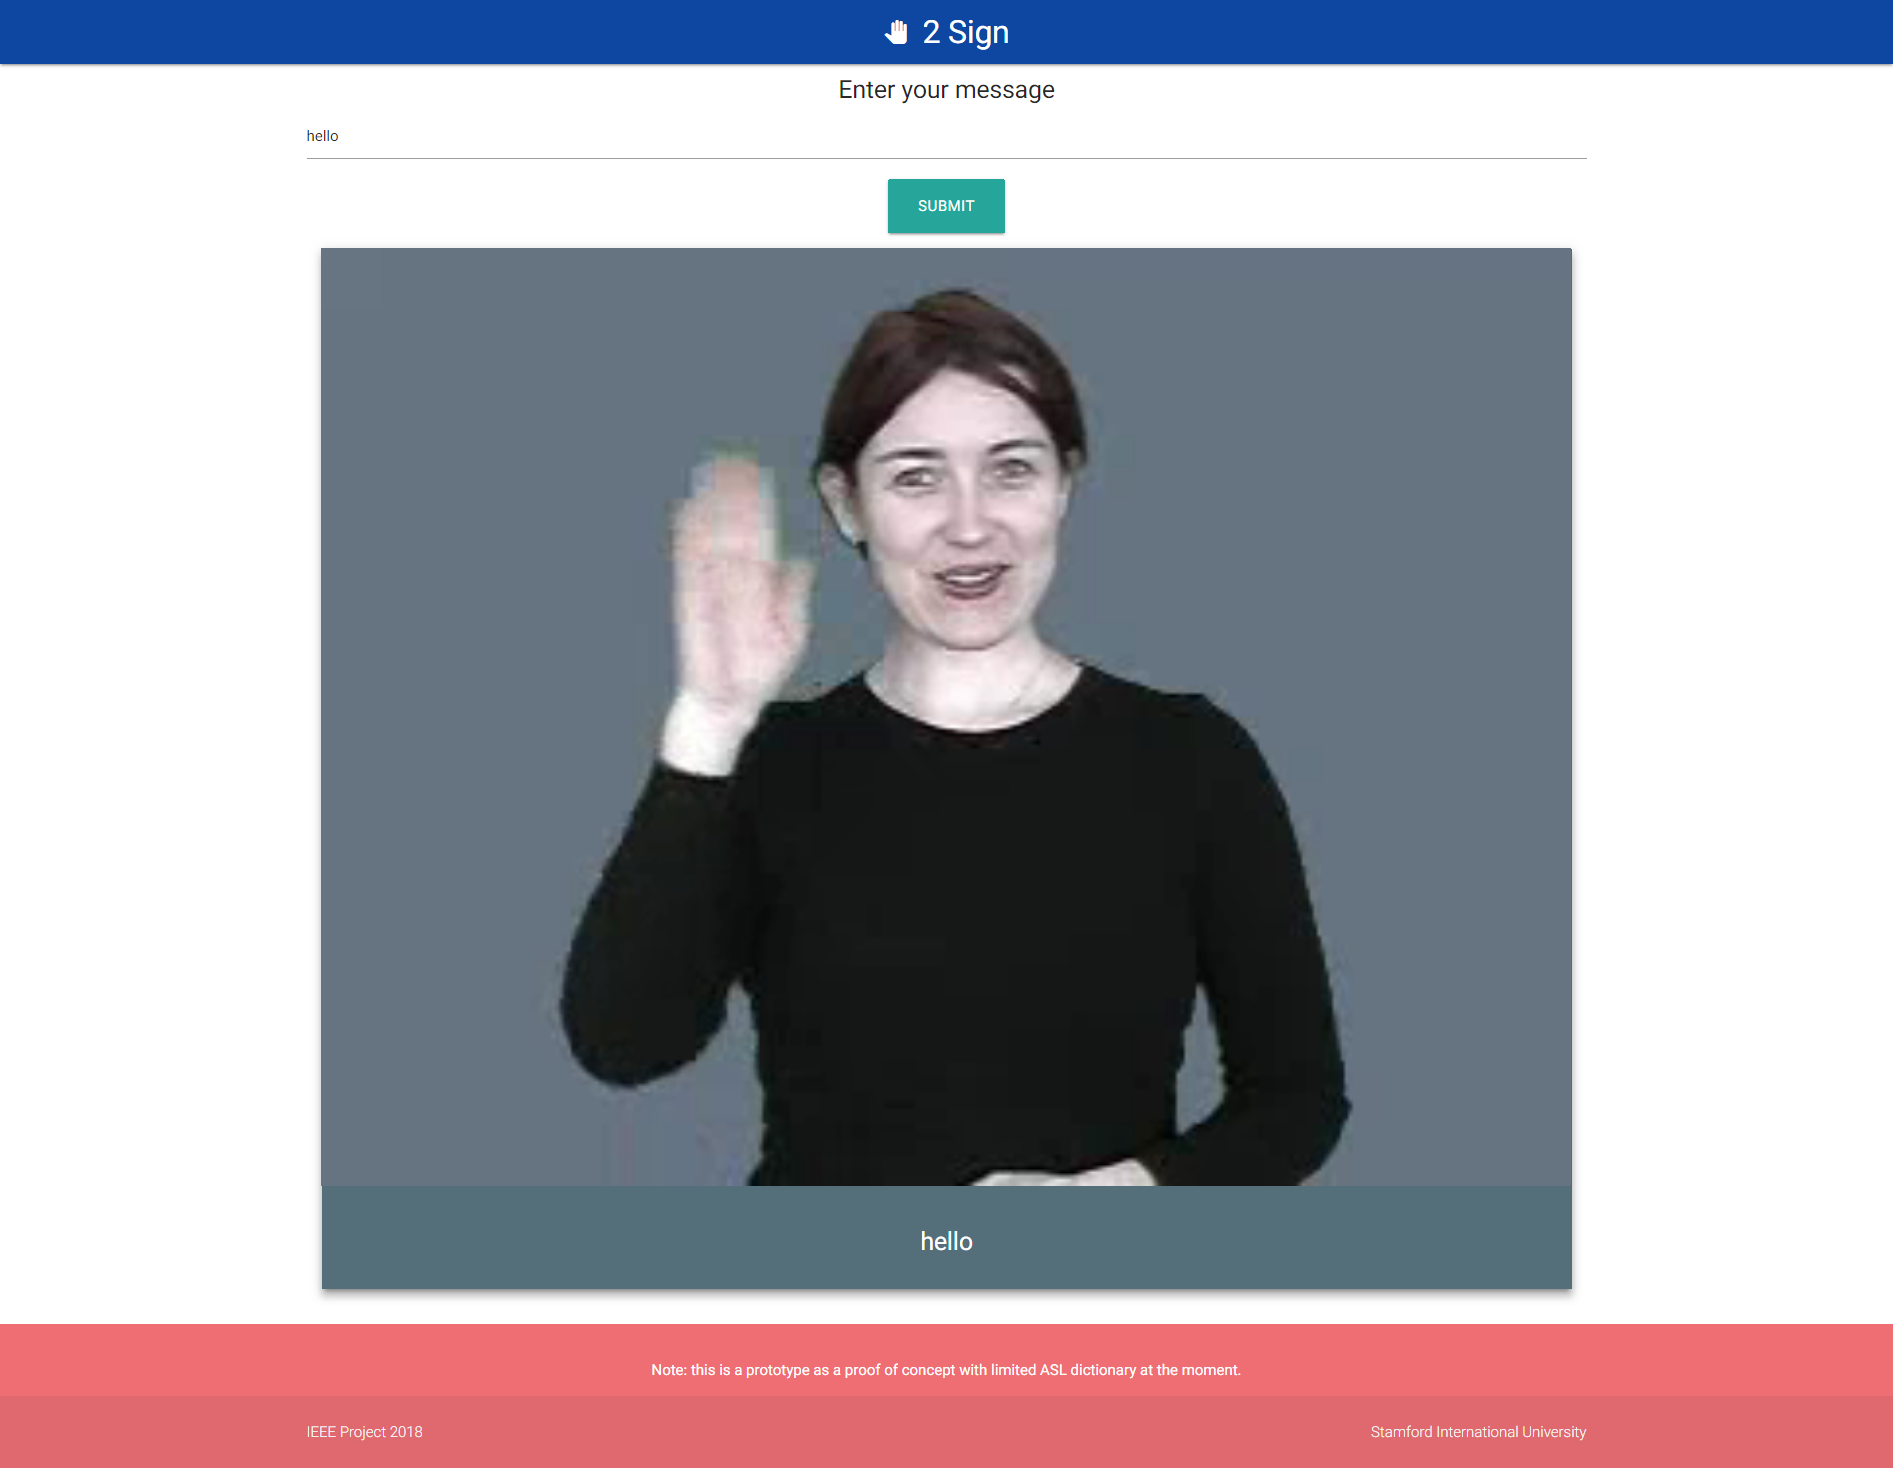 2 Sign
Enter your message
hello
SUBMIT
hello
Note: this is a prototype as a proof of concept with limited ASL dictionary at the moment.
IEEE Project 2018
Stamford International University